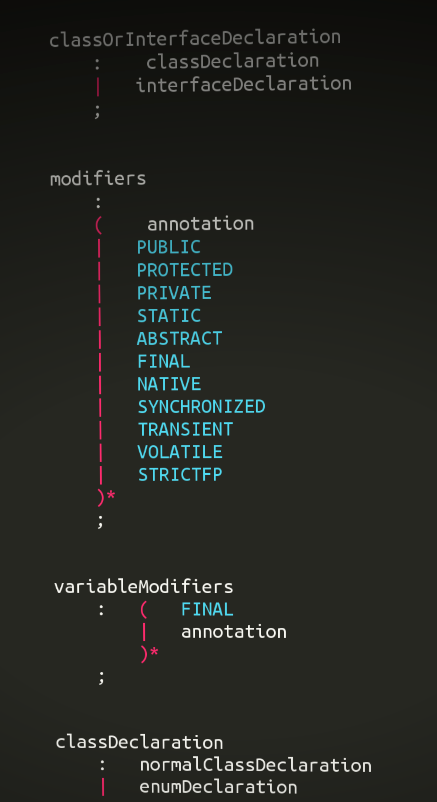 classOrInterfaceDeclaration
    :    classDeclaration
    |   interfaceDeclaration
    ;
modifiers
    :
    (    annotation
    |   PUBLIC
    |   PROTECTED
    |   PRIVATE
    |   STATIC
    |   ABSTRACT
    |   FINAL
    |   NATIVE
    |   SYNCHRONIZED
    |   TRANSIENT
    |   VOLATILE
    |   STRICTFP
    )*
    ;
variableModifiers
    :   (   FINAL
        |   annotation
        )*
    ;
classDeclaration
    :   normalClassDeclaration
    |   enumDeclaration